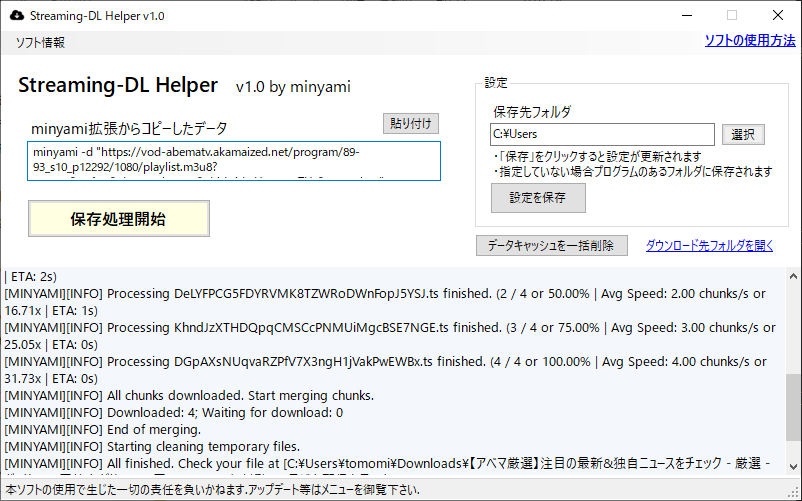 Streaming-DL Helper v1.0
ソフト情報
ソフトの使用方法
Streaming-DL Helper v1.0 by minyami
minyami拡張からコピーしたデータ
貼り付け
minyami -d "https://vod-abematv.akamaized.net/program/89-
93_s10_p12292/1080/playlist.m3u8?
保存処理開始
設定
保存先フォルダ
C:¥Users
選択
・「保存」をクリックすると設定が更新されます
・指定していない場合プログラムのあるフォルダに保存されます
設定を保存
データキャッシュを一括削除
ダウンロード先フォルダを開く
| ETA: 2s)
[MINYAMI][INFO] Processing DeLYFPCG5FDYRVMK8TZWRoDWnFopJ5YSJ.ts finished. (2 / 4 or 50.00% | Avg Speed: 2.00 chunks/s or
16.71x | ETA: 1s)
[MINYAMI][INFO] Processing KhndJzXTHDQpqCMSCcPNMUiMgcBSE7NGE.ts finished. (3 / 4 or 75.00% | Avg Speed: 3.00 chunks/s or
25.05x | ETA: 0s)
[MINYAMI][INFO] Processing DGpAXsNUqvaRZPfV7X3ngH1jVakPwEWBx.ts finished. (4 / 4 or 100.00% | Avg Speed: 4.00 chunks/s or
31.73x | ETA: 0s)
[MINYAMI][INFO] All chunks downloaded. Start merging chunks.
[MINYAMI][INFO] Downloaded: 4; Waiting for download: 0
[MINYAMI][INFO] End of merging.
[MINYAMI][INFO] Starting cleaning temporary files.
[MINYAMI][INFO] All finished. Check your file at [C:¥Users¥tomomi¥Downloads¥【アベマ厳選】注目の最新&独自ニュースをチェック - 厳選 -
本ソフトの使用で生じた一切の責任を負いかねます.アップデート等はメニューを御覧下さい.